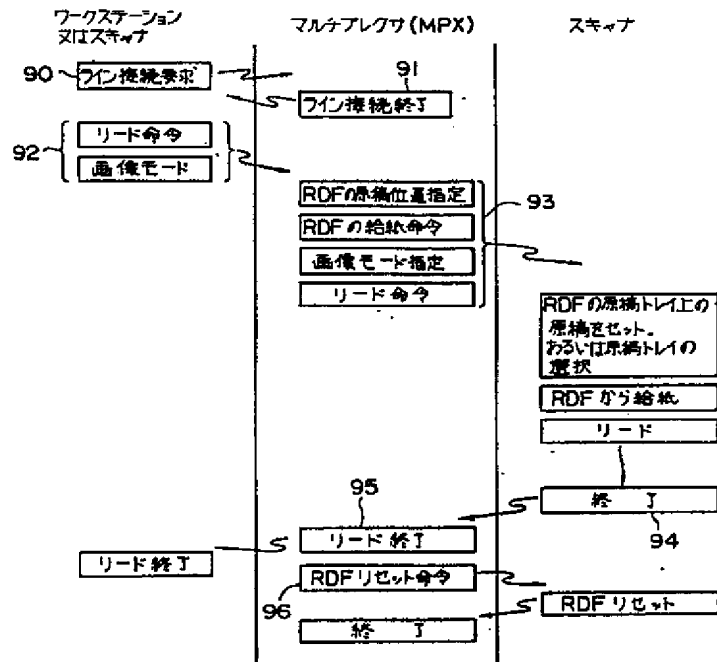 ワークステーション
又はスキャナ
マルチプレクサ(MPX)
スキャナ
90
ライン接続要求
91
ライン接続終了
92
リード命令
画像モード
RDFの原稿位置指定
93
RDFの給紙命令
画像モード指定
リード命令
RDFの原稿トレイ上の
原稿をセット、
あるいは原稿トレイの
選択
RDFから給紙
リード
終了
94
95
リード終了
リード終了
RDFリセット命令
96
RDFリセット
終了